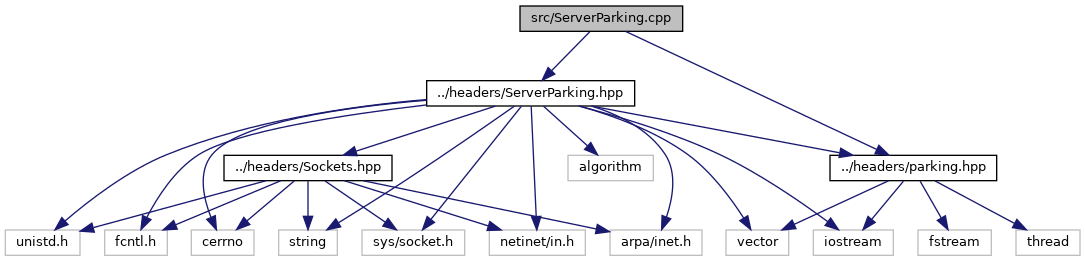 src/ServerParking.cpp
../headers/ServerParking.hpp
../headers/Sockets.hpp
algorithm
../headers/parking.hpp
unistd.h
fcntl.h
cerrno
string
sys/socket.h
netinet/in.h
arpa/inet.h
vector
iostream
fstream
thread